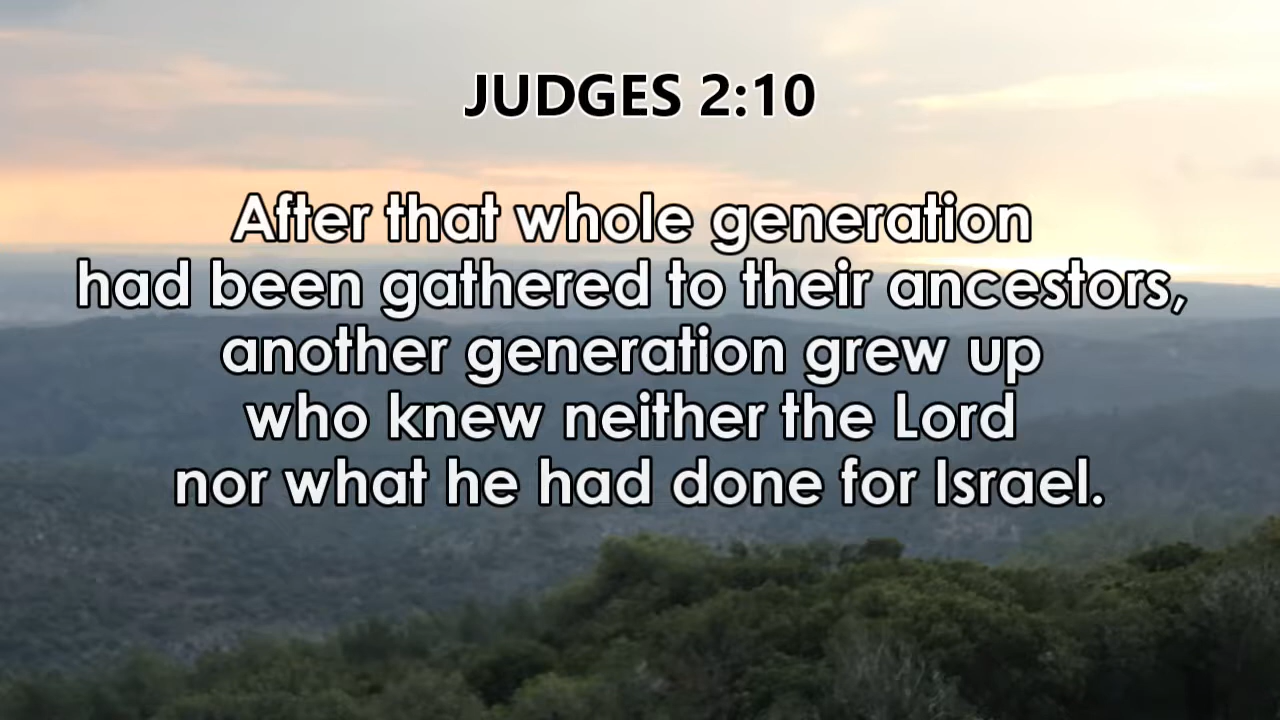 JUDGES 2:10
After that whole generation
had been gathered to their ancestors,
another generation grew up
who knew neither the Lord
nor what he had done for Israel.